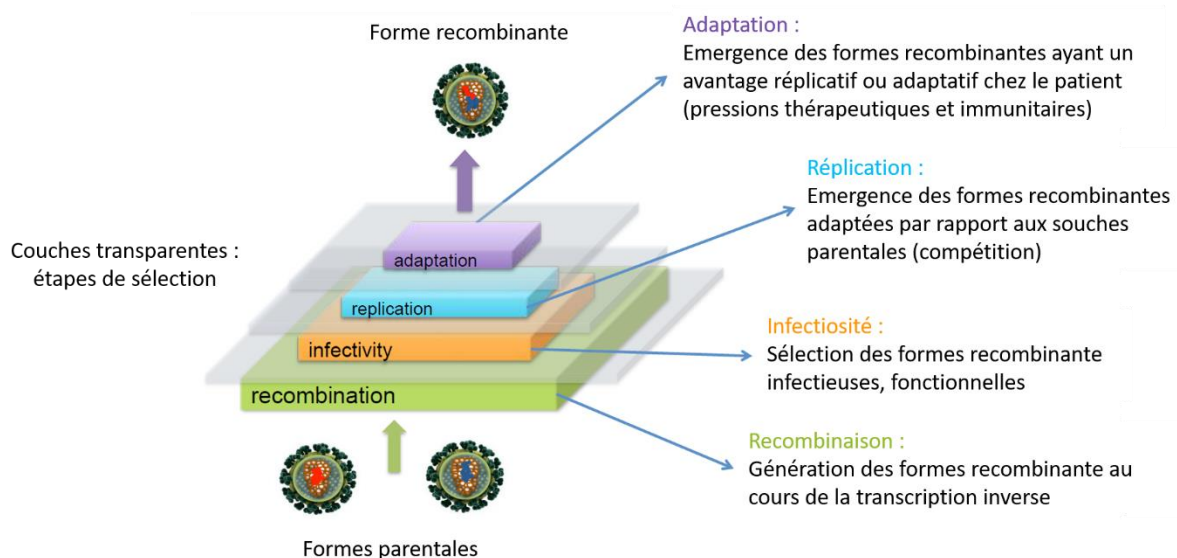 Forme recombinante
Adaptation :
Emergence des formes recombinantes ayant un
avantage réplicatif ou adaptatif chez le patient
(pressions thérapeutiques et immunitaires)
Réplication :
Emergence des formes recombinantes
adaptées par rapport aux souches
parentales (compétition)
Couches transparentes :
étapes de sélection
adaptation
replication
infectivity
recombination
Infectiosité :
Sélection des formes recombinante
infectieuses, fonctionnelles
Recombinaison :
Génération des formes recombinante au
cours de la transcription inverse
Formes parentales